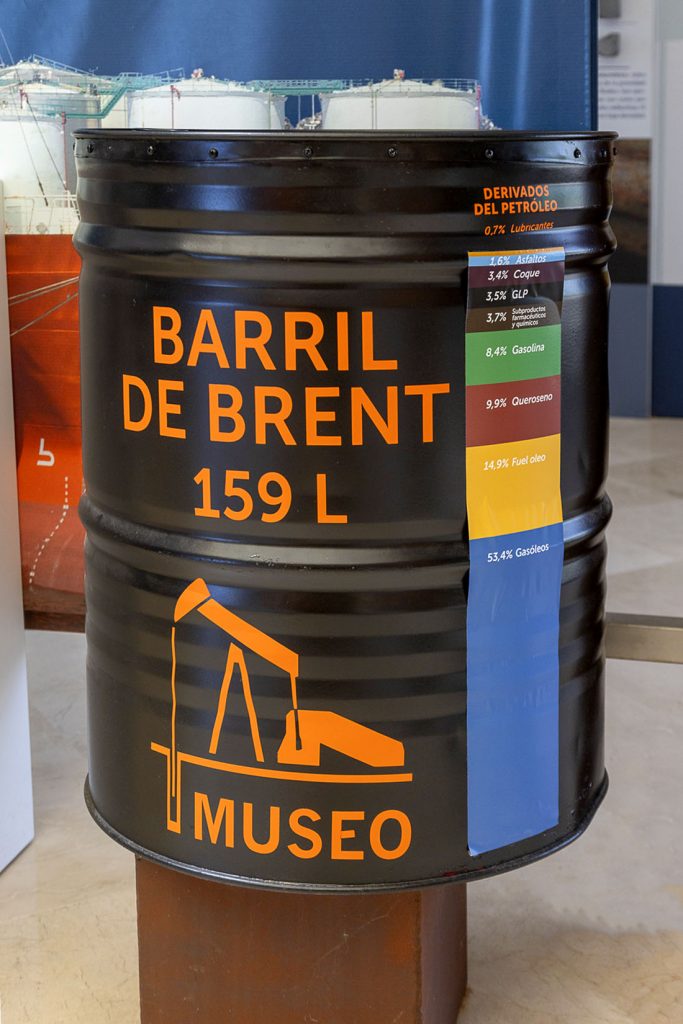 DERIVADOS
DEL PETRÓLEO
0,7% Lubricantes
1,6% Asfaltos
3,4% Coque
3,5% GLP
3,7% Subproductos
farmacéuticos
y químicos
8,4% Gasolina
9,9% Queroseno
14,9% Fuel oleo
53,4% Gasóleos
BARRIL
DE BRENT
159 L
MUSEO